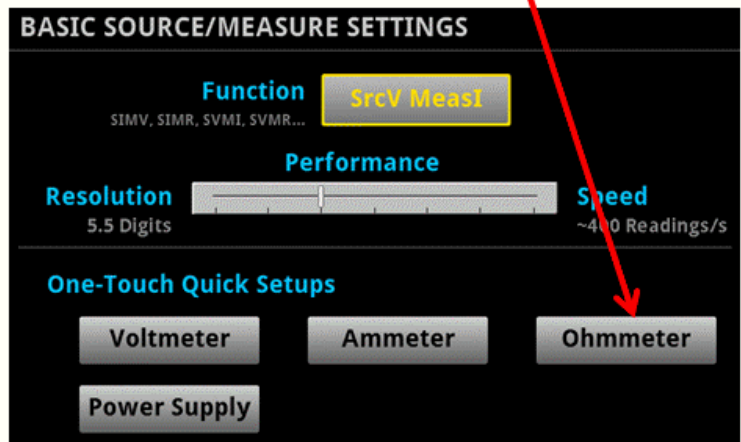 BASIC SOURCE/MEASURE SETTINGS
Function
SrcV MeasI
SIMV, SIMR, SVMI, SVMR...
Performance
Resolution
Speed
5.5 Digits
~400 Readings/s
One-Touch Quick Setups
Voltmeter
Ammeter
Ohmmeter
Power Supply